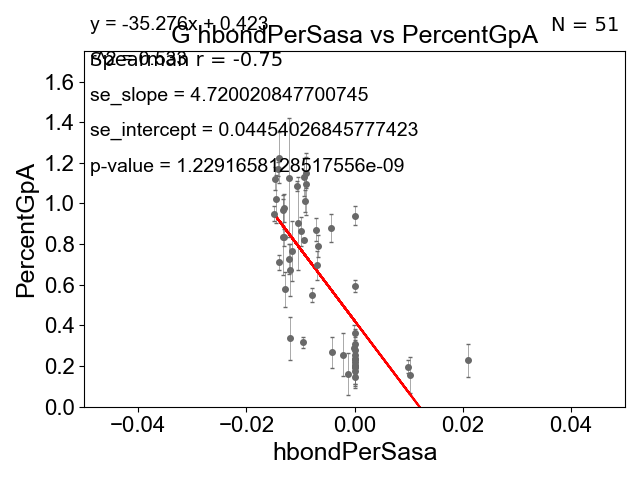 y = -35.276x + 0.423
N = 51
G hbondPerSasa vs PercentGpA
Spearman r = -0.75
se_slope = 4.720020847700745
se_intercept = 0.04454026845777423
p-value = 1.2291658128517556e-09
PercentGpA
1.6
1.4
1.2
1.0
0.8
0.6
0.4
0.2
0.0
−0.04
−0.02
0.00
0.02
0.04
hbondPerSasa